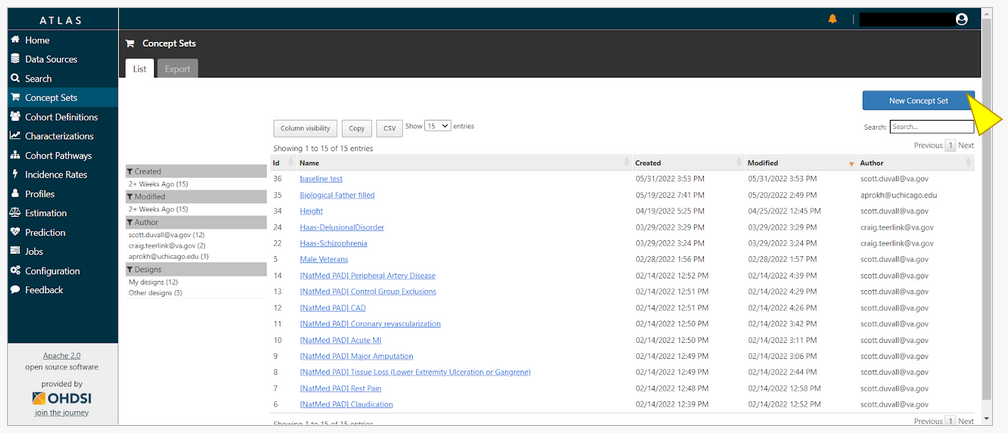 ATLAS
Home
Data Sources
Search
Concept Sets
Cohort Definitions
Characterizations
Cohort Pathways
Incidence Rates
Profiles
Estimation
Prediction
Jobs
Configuration
Feedback
Apache 2.0
open source software
provided by
OHDSI
join the journey
Concept Sets
List Export
New Concept Set
Column visibility Copy CSV Show 15 entries
Search: Search...
Showing 1 to 15 of 15 entries
Previous 1 Next
Created
2+ Weeks Ago (15)
Modified
2+ Weeks Ago (15)
Author
scott.duvall@va.gov (12)
craig.teerlink@va.gov (2)
aprokh@uchicago.edu (1)
Designs
My designs (12)
Other designs (3)
Id Name Created Modified Author
36 baseline test 05/31/2022 3:53 PM 05/31/2022 3:53 PM scott.duvall@va.gov
35 Biological Father filled 05/19/2022 7:41 PM 05/20/2022 2:49 PM aprokh@uchicago.edu
34 Height 04/19/2022 5:25 PM 04/25/2022 12:45 PM scott.duvall@va.gov
24 Haas-DelusionalDisorder 03/29/2022 3:29 PM 03/29/2022 3:29 PM craig.teerlink@va.gov
22 Haas-Schizophrenia 03/29/2022 3:24 PM 03/29/2022 3:24 PM craig.teerlink@va.gov
5 Male Veterans 02/28/2022 1:56 PM 02/28/2022 1:57 PM scott.duvall@va.gov
14 [NatMed PAD] Peripheral Artery Disease 02/14/2022 12:52 PM 02/14/2022 4:39 PM scott.duvall@va.gov
13 [NatMed PAD] Control Group Exclusions 02/14/2022 12:51 PM 02/14/2022 4:29 PM scott.duvall@va.gov
12 [NatMed PAD] CAD 02/14/2022 12:51 PM 02/14/2022 4:26 PM scott.duvall@va.gov
11 [NatMed PAD] Coronary revascularization 02/14/2022 12:50 PM 02/14/2022 3:42 PM scott.duvall@va.gov
10 [NatMed PAD] Acute MI 02/14/2022 12:50 PM 02/14/2022 3:11 PM scott.duvall@va.gov
9 [NatMed PAD] Major Amputation 02/14/2022 12:49 PM 02/14/2022 3:06 PM scott.duvall@va.gov
8 [NatMed PAD] Tissue Loss (Lower Extremity Ulceration or Gangrene) 02/14/2022 12:49 PM 02/14/2022 2:44 PM scott.duvall@va.gov
7 [NatMed PAD] Rest Pain 02/14/2022 12:48 PM 02/14/2022 12:58 PM scott.duvall@va.gov
6 [NatMed PAD] Claudication 02/14/2022 12:39 PM 02/14/2022 12:52 PM scott.duvall@va.gov
Showing 1 to 15 of 15 entries
Previous 1 Next